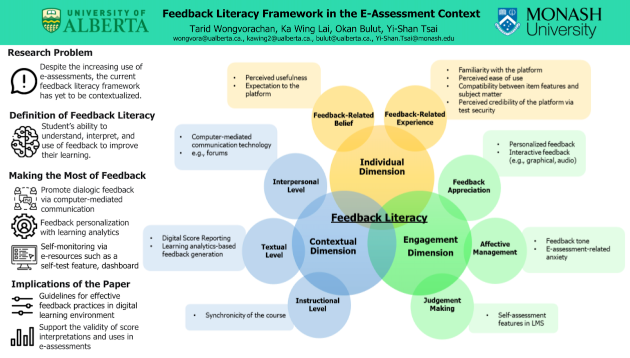 UNIVERSITY OF
ALBERTA
Feedback Literacy Framework in the E-Assessment Context
Tarid Wongvorachan, Ka Wing Lai, Okan Bulut, Yi-Shan Tsai
wongvora@ualberta.ca, kawing2@ualberta.ca., bulut@ualberta.ca., Yi-Shan.Tsai@monash.edu
MONASH
University
Research Problem
Despite the increasing use of
e-assessments, the current
feedback literacy framework
has yet to be contextualized.
Definition of Feedback Literacy
Student's ability to
understand, interpret, and
use of feedback to improve
their learning.
Making the Most of Feedback
Promote dialogic feedback
via computer-mediated
communication
Feedback personalization
with learning analytics
Self-monitoring via
e-resources such as a
self-test feature, dashboard
Implications of the Paper
Guidelines for effective
feedback practices in digital
learning environment
Support the validity of score
interpretations and uses in
e-assessments
• Perceived usefulness
• Expectation to the
platform
• Familiarity with the platform
• Perceived ease of use
• Compatibility between item features and
subject matter
• Perceived credibility of the platform via
test security
Feedback-Related
Belief
Feedback-Related
Experience
Individual
Dimension
• Computer-mediated
communication technology
• e.g., forums
Interpersonal
Level
• Personalized feedback
• Interactive feedback
(e.g., graphical, audio)
Feedback
Appreciation
Feedback Literacy
• Digital Score Reporting
• Learning analytics-based
feedback generation
Textual
Level
Contextual
Dimension
Engagement
Dimension
Affective
Management
• Feedback tone
• E-assessment-related
anxiety
• Synchronicity of the course
Instructional
Level
Judgement
Making
• Self-assessment
features in LMS